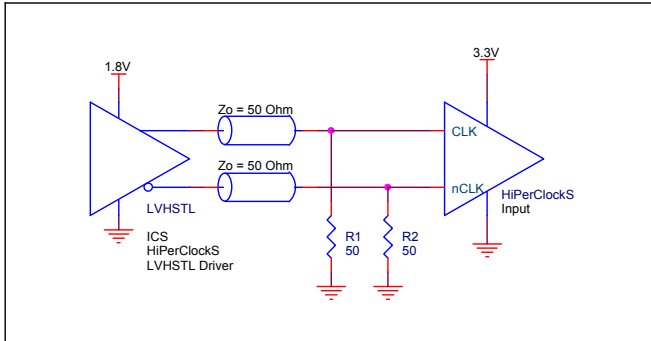 1.8V
3.3V
Zo = 50 Ohm
CLK
Zo = 50 Ohm
nCLK
LVHSTL
HiPerClockS
Input
ICS
HiPerClockS
LVHSTL Driver
R1
50
R2
50